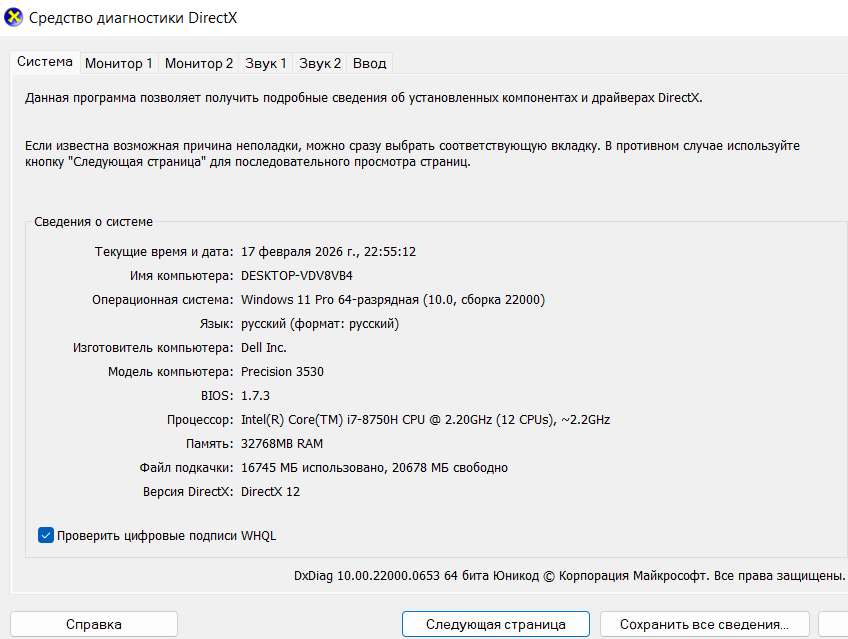 Средство диагностики DirectX
Система Монитор 1 Монитор 2 Звук 1 Звук 2 Ввод
Данная программа позволяет получить подробные сведения об установленных компонентах и драйверах DirectX.
Если известна возможная причина неполадки, можно сразу выбрать соответствующую вкладку. В противном случае используйте
кнопку "Следующая страница" для последовательного просмотра страниц.
Сведения о системе
Текущие время и дата: 17 февраля 2026 г., 22:55:12
Имя компьютера: DESKTOP-VDV8VB4
Операционная система: Windows 11 Pro 64-разрядная (10.0, сборка 22000)
Язык: русский (формат: русский)
Изготовитель компьютера: Dell Inc.
Модель компьютера: Precision 3530
BIOS: 1.7.3
Процессор: Intel(R) Core(TM) i7-8750H CPU @ 2.20GHz (12 CPUs), ~2.2GHz
Память: 32768MB RAM
Файл подкачки: 16745 МБ использовано, 20678 МБ свободно
Версия DirectX: DirectX 12
Проверить цифровые подписи WHQL
DxDiag 10.00.22000.0653 64 бита Юникод © Корпорация Майкрософт. Все права защищены.
Справка Следующая страница Сохранить все сведения...